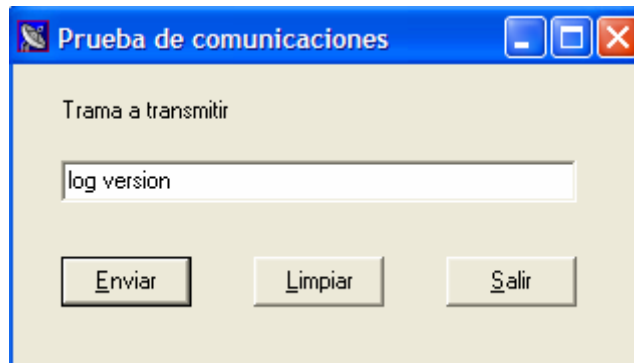 Prueba de comunicaciones
Trama a transmitir
log version
Enviar Limpiar Salir